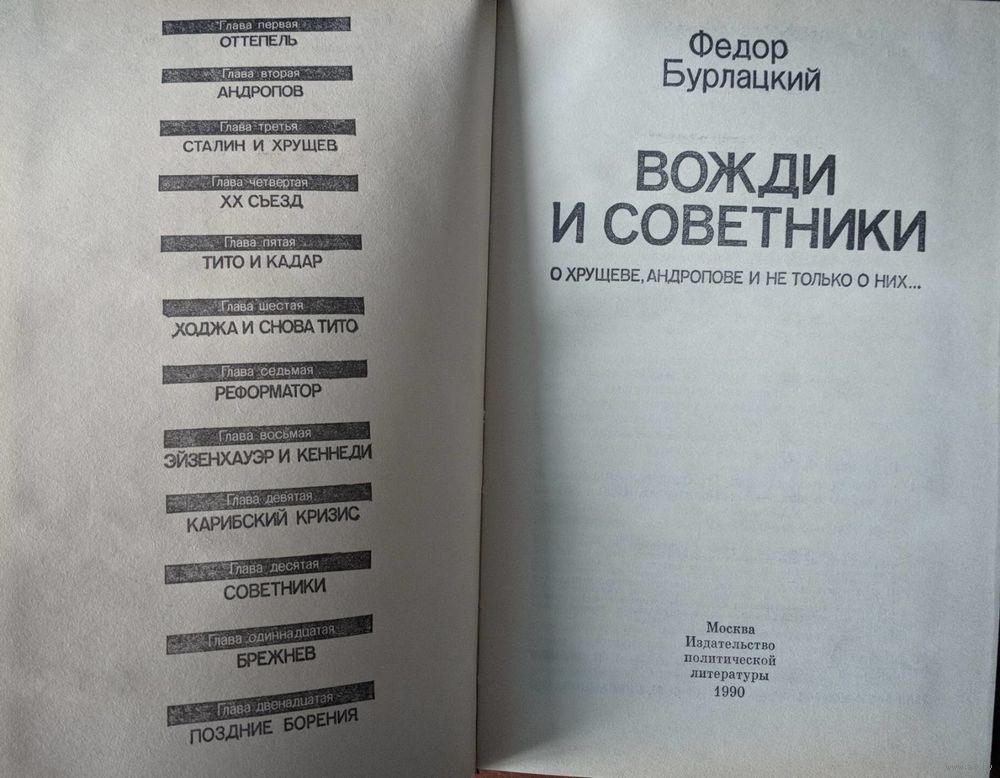 Глава первая
ОТТЕПЕЛЬ
Глава вторая
АНДРОПОВ
Глава третья
СТАЛИН И ХРУЩЕВ
Глава четвертая
XX СЪЕЗД
Глава пятая
ТИТО И КАДАР
Глава шестая
ХОДЖА И СНОВА ТИТО
Глава седьмая
РЕФОРМАТОР
Глава восьмая
ЭЙЗЕНХАУЭР И КЕННЕДИ
Глава девятая
КАРИБСКИЙ КРИЗИС
Глава десятая
СОВЕТНИКИ
Глава одиннадцатая
БРЕЖНЕВ
Глава двенадцатая
ПОЗДНИЕ БОРЕНИЯ
Федор
Бурлацкий
ВОЖДИ
И СОВЕТНИКИ
О ХРУЩЕВЕ, АНДРОПОВЕ И НЕ ТОЛЬКО О НИХ...
Москва
Издательство
политической
литературы
1990